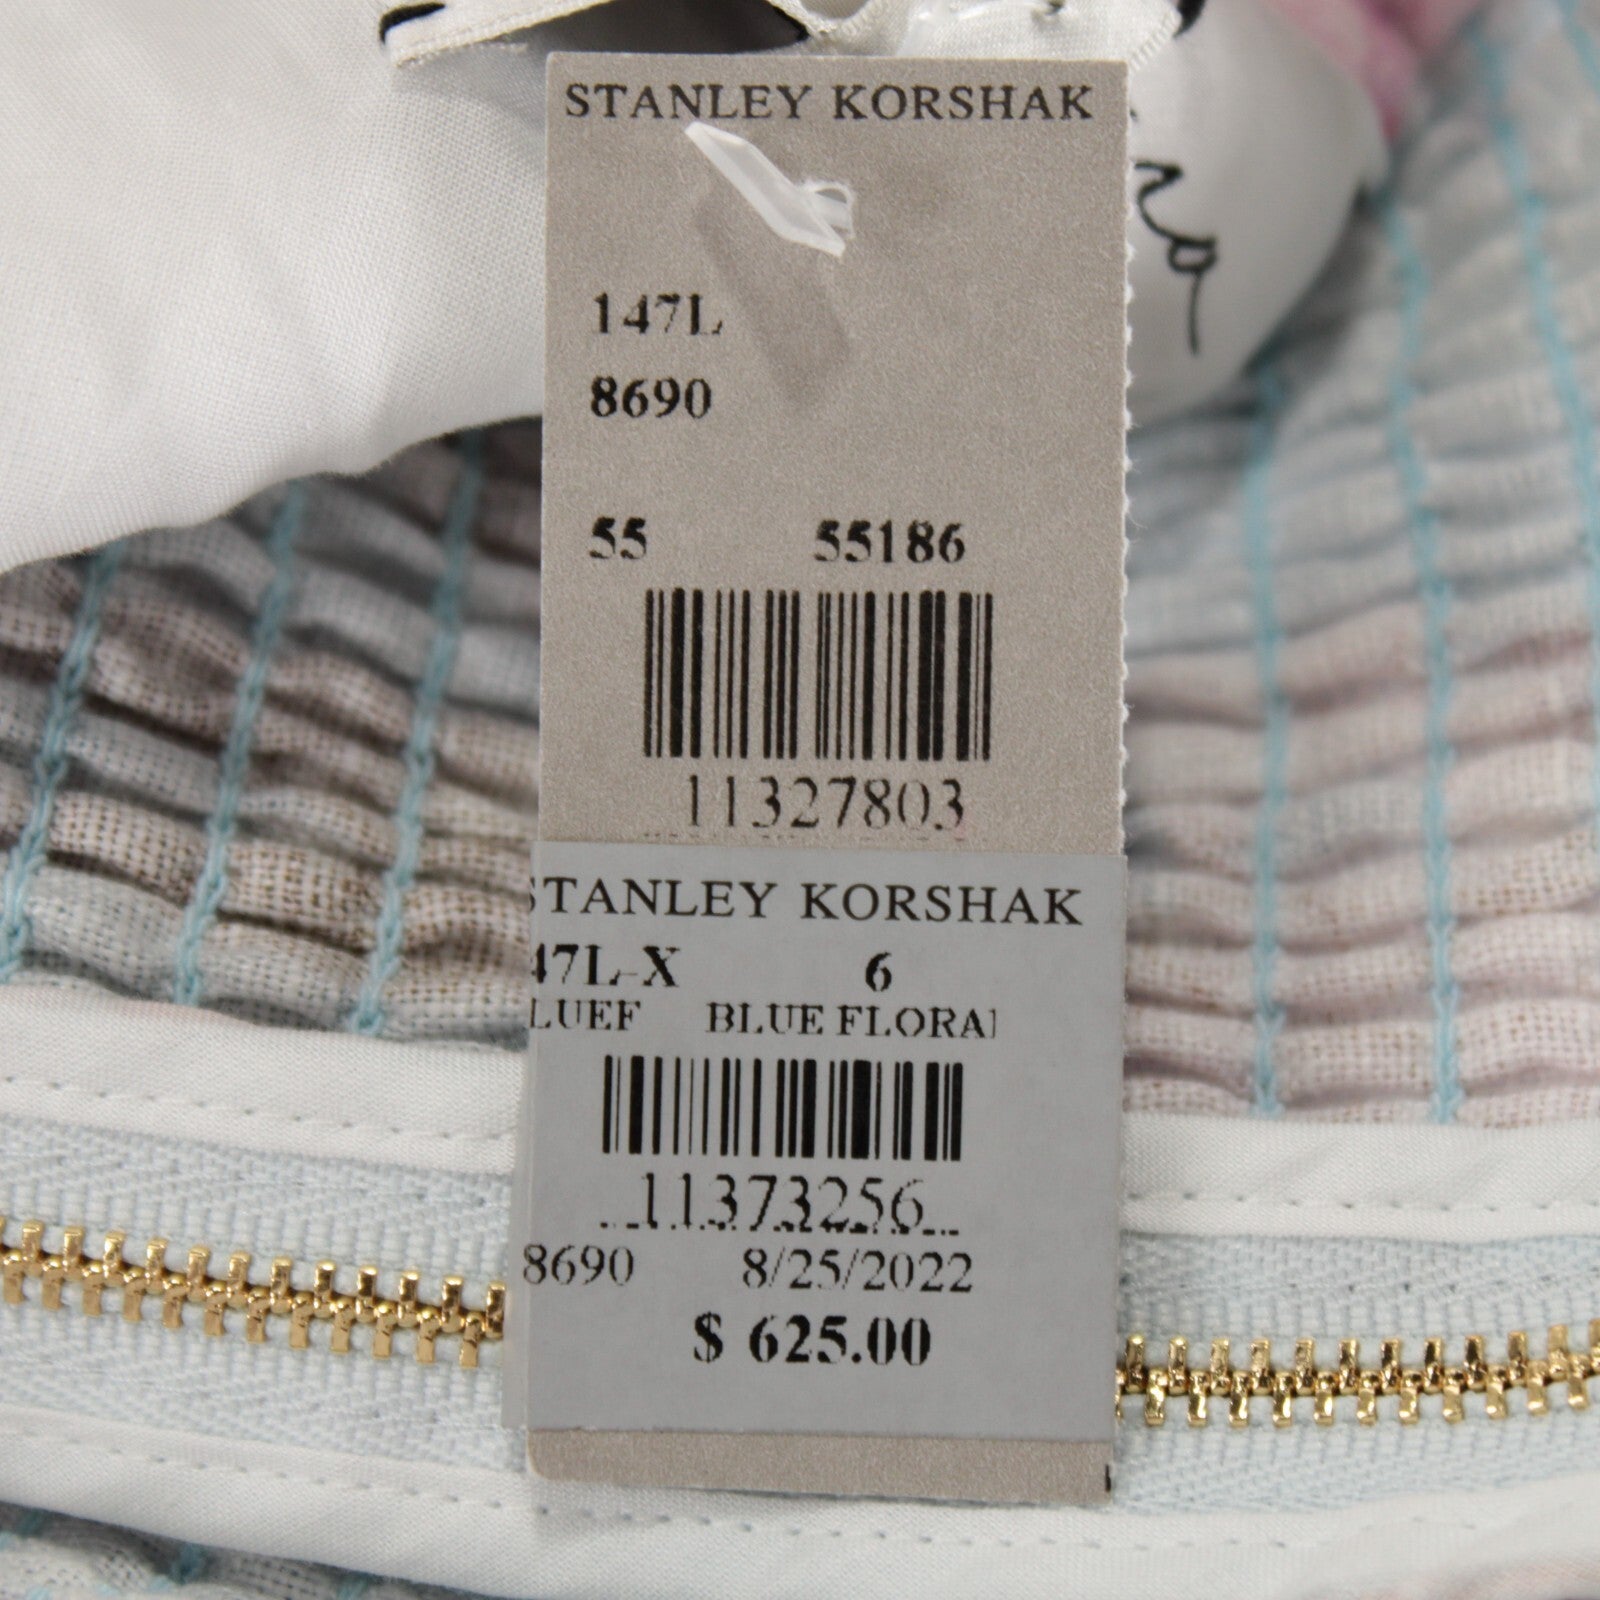 STANLEY KORSHAK
147L
8690
55 55186
11327803
STANLEY KORSHAK
47L-X 6
LUEF BLUE FLORAL
11373256
8690 8/25/2022
$ 625.00